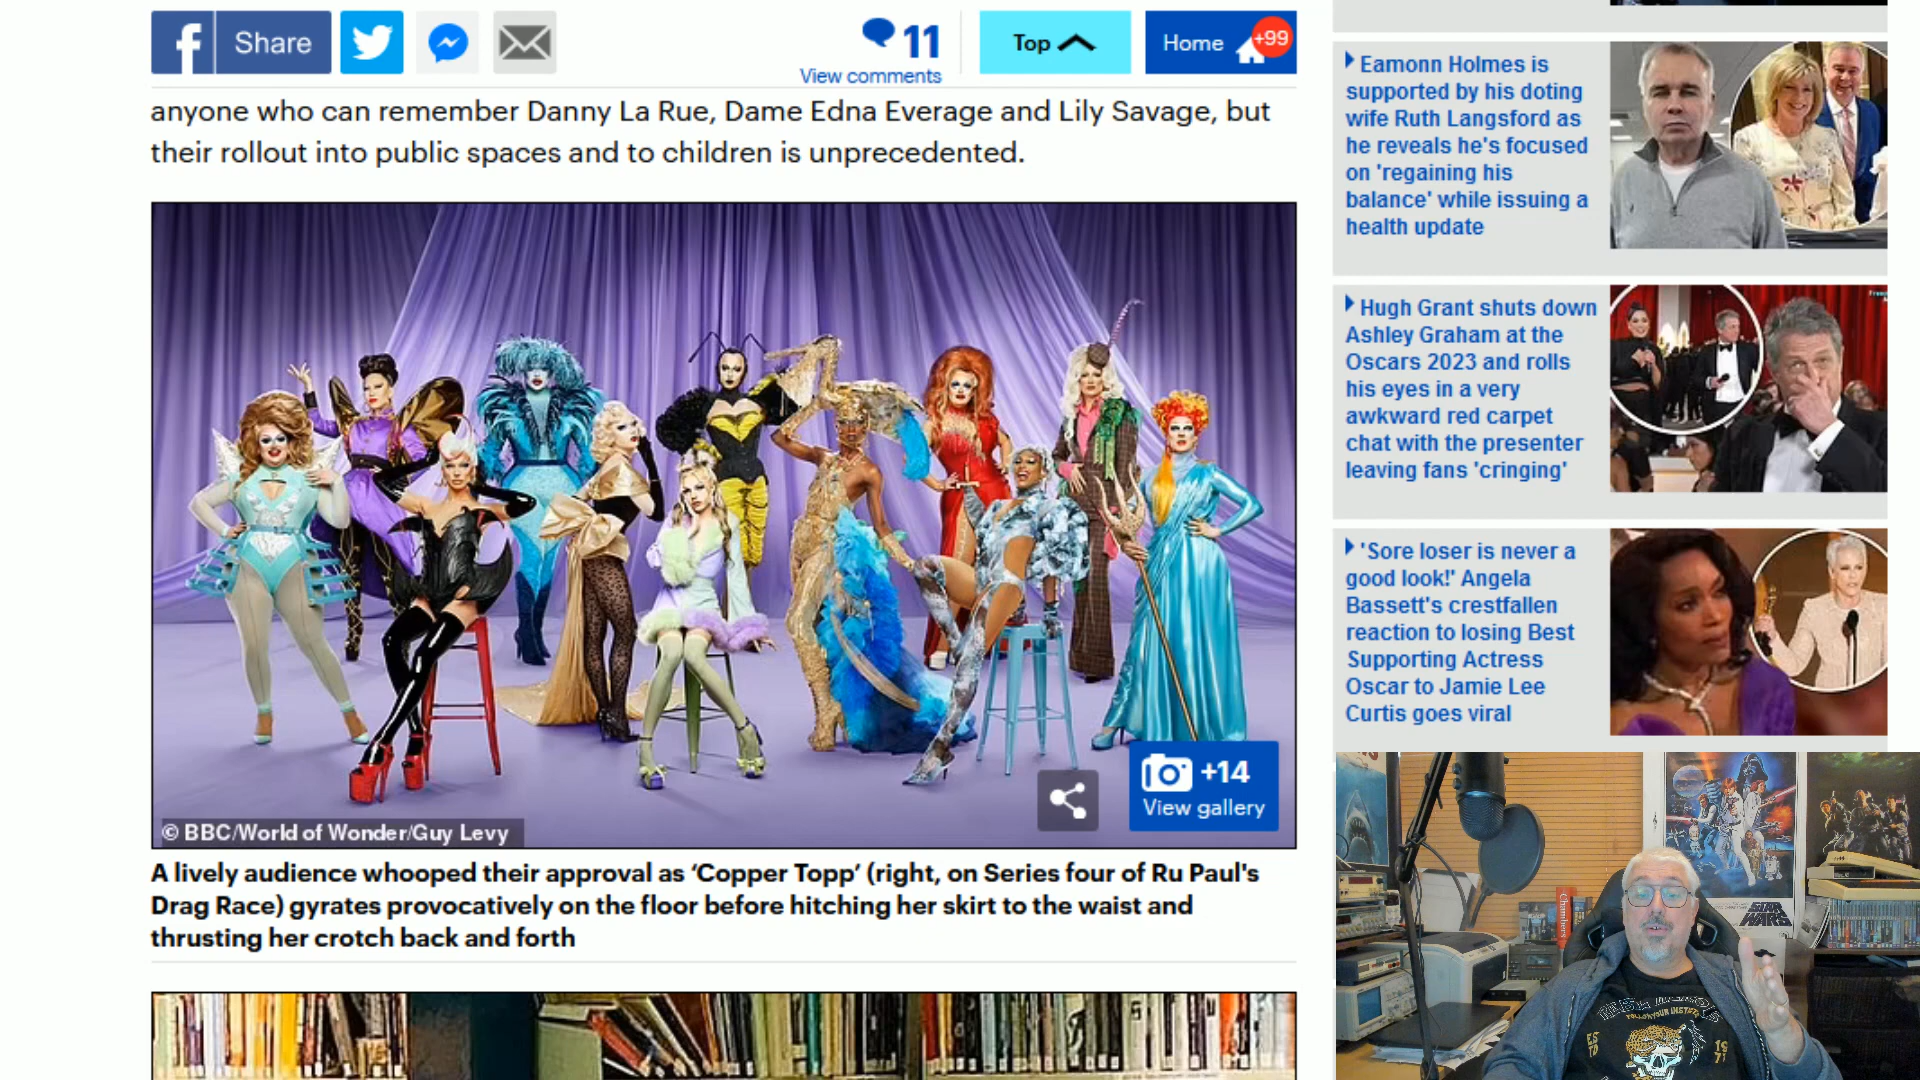 Share
11
View comments
Top
Home
+99
anyone who can remember Danny La Rue, Dame Edna Everage and Lily Savage, but
their rollout into public spaces and to children is unprecedented.
+14
View gallery
© BBC/World of Wonder/Guy Levy
A lively audience whooped their approval as ‘Copper Topp’ (right, on Series four of Ru Paul's
Drag Race) gyrates provocatively on the floor before hitching her skirt to the waist and
thrusting her crotch back and forth
Eamonn Holmes is
supported by his doting
wife Ruth Langsford as
he reveals he's focused
on 'regaining his
balance' while issuing a
health update
Hugh Grant shuts down
Ashley Graham at the
Oscars 2023 and rolls
his eyes in a very
awkward red carpet
chat with the presenter
leaving fans 'cringing'
'Sore loser is never a
good look!' Angela
Bassett's crestfallen
reaction to losing Best
Supporting Actress
Oscar to Jamie Lee
Curtis goes viral
STAR
WARS
Chambers
FOLLOW YOUR INSTINCT
19
71